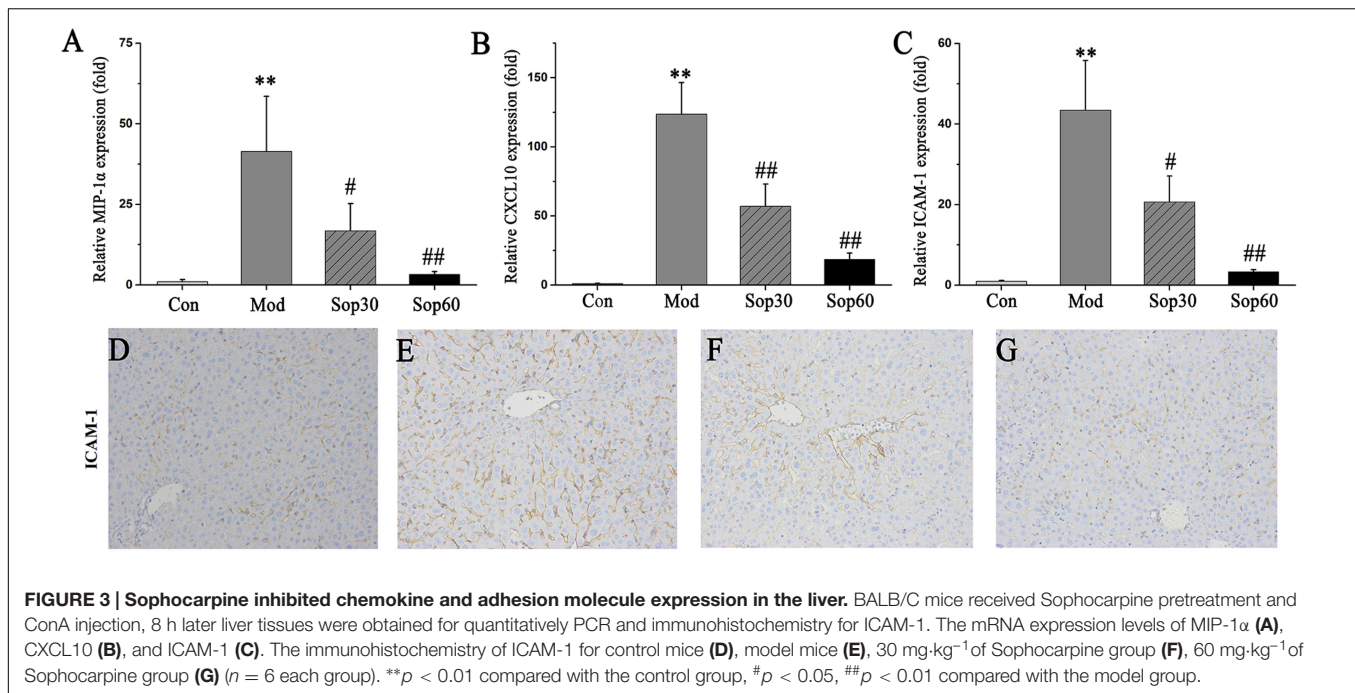 A
Relative MIP-1α expression (fold)
75
50
25
0
**
#
##
Con Mod Sop30 Sop60
B
Relative CXCL10 expression (fold)
150
125
100
75
50
25
0
**
##
##
Con Mod Sop30 Sop60
C
Relative ICAM-1 expression (fold)
60
40
20
0
**
#
##
Con Mod Sop30 Sop60
ICAM-1
D
E
F
G
FIGURE 3 | Sophocarpine inhibited chemokine and adhesion molecule expression in the liver. BALB/C mice received Sophocarpine pretreatment and
ConA injection, 8 h later liver tissues were obtained for quantitatively PCR and immunohistochemistry for ICAM-1. The mRNA expression levels of MIP-1α (A),
CXCL10 (B), and ICAM-1 (C). The immunohistochemistry of ICAM-1 for control mice (D), model mice (E), 30 mg·kg⁻¹of Sophocarpine group (F), 60 mg·kg⁻¹of
Sophocarpine group (G) (n = 6 each group). **p < 0.01 compared with the control group, #p < 0.05, ##p < 0.01 compared with the model group.